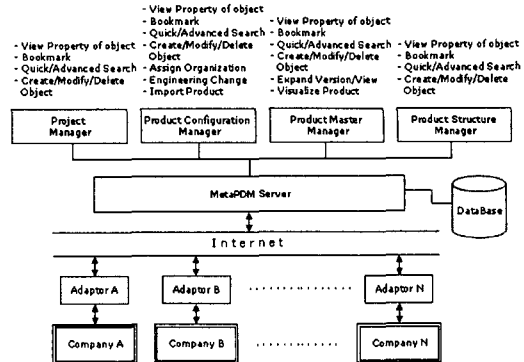 - View Property of object
- Bookmark
- Quick/Advanced Search
- Create/Modify/Delete
Object
- View Property of object
- Bookmark
- Quick/Advanced Search
- Create/Modify/Delete
Object
- Assign Organization
- Engineering Change
- Import Product
- View Property of object
- Bookmark
- Quick/Advanced Search
- Create/Modify/Delete
Object
- Expand Version/View
- Visualize Product
- View Property of object
- Bookmark
- Quick/Advanced Search
- Create/Modify/Delete
Object
Project
Manager
Product Configuration
Manager
Product Master
Manager
Product Structure
Manager
MetaPDM Server
DataBase
Internet
Adaptor A
Adaptor B
Adaptor N
Company A
Company B
Company N